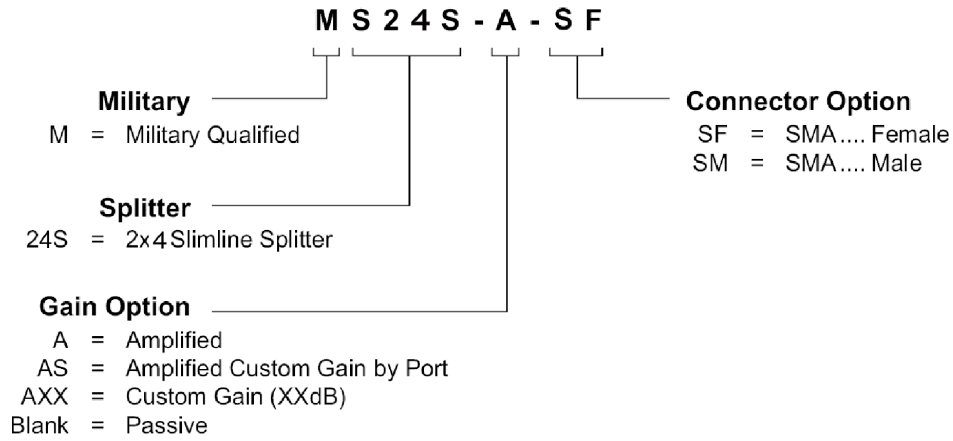 M S 2 4 S - A - S F
Military
M = Military Qualified
Splitter
24S = 2x4 Slimline Splitter
Gain Option
A = Amplified
AS = Amplified Custom Gain by Port
AXX = Custom Gain (XXdB)
Blank = Passive
Connector Option
SF = SMA.... Female
SM = SMA.... Male